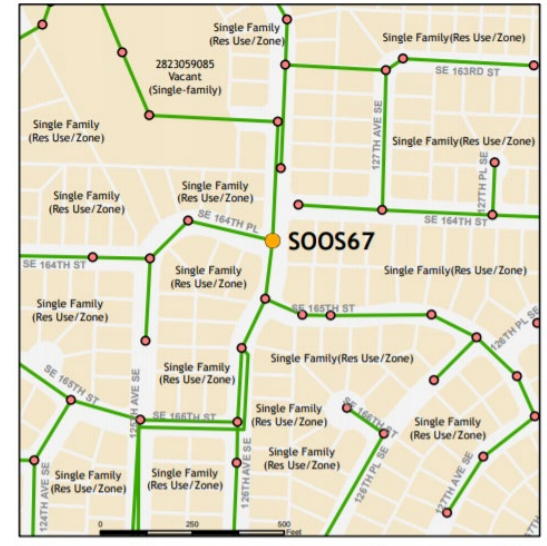 Single Family
(Res Use/Zone)
Single Family(Res Use/Zone)
2823059085
Vacant
(Single-family)
SE 163RD ST
Single Family
(Res Use/Zone)
127TH AVE SE
Single Family(Res Use/Zone)
127TH PL SE
Single Family
(Res Use/Zone)
Single Family
(Res Use/Zone)
SE 164TH PL
SE 164TH ST
SOOS67
SE 164TH ST
Single Family
(Res Use/Zone)
Single Family(Res Use/Zone)
Single Family
(Res Use/Zone)
SE 165TH ST
126TH PL SE
Single Family
(Res Use/Zone)
Single Family(Res Use/Zone)
SE 165TH ST
125TH AVE SE
SE 166TH ST
Single Family
(Res Use/Zone)
SE 166TH ST
Single Family
(Res Use/Zone)
Single Family
(Res Use/Zone)
Single Family
(Res Use/Zone)
Single Family
(Res Use/Zone)
124TH AVE SE
126TH AVE SE
126TH PL SE
127TH AVE SE
0 250 500
Feet